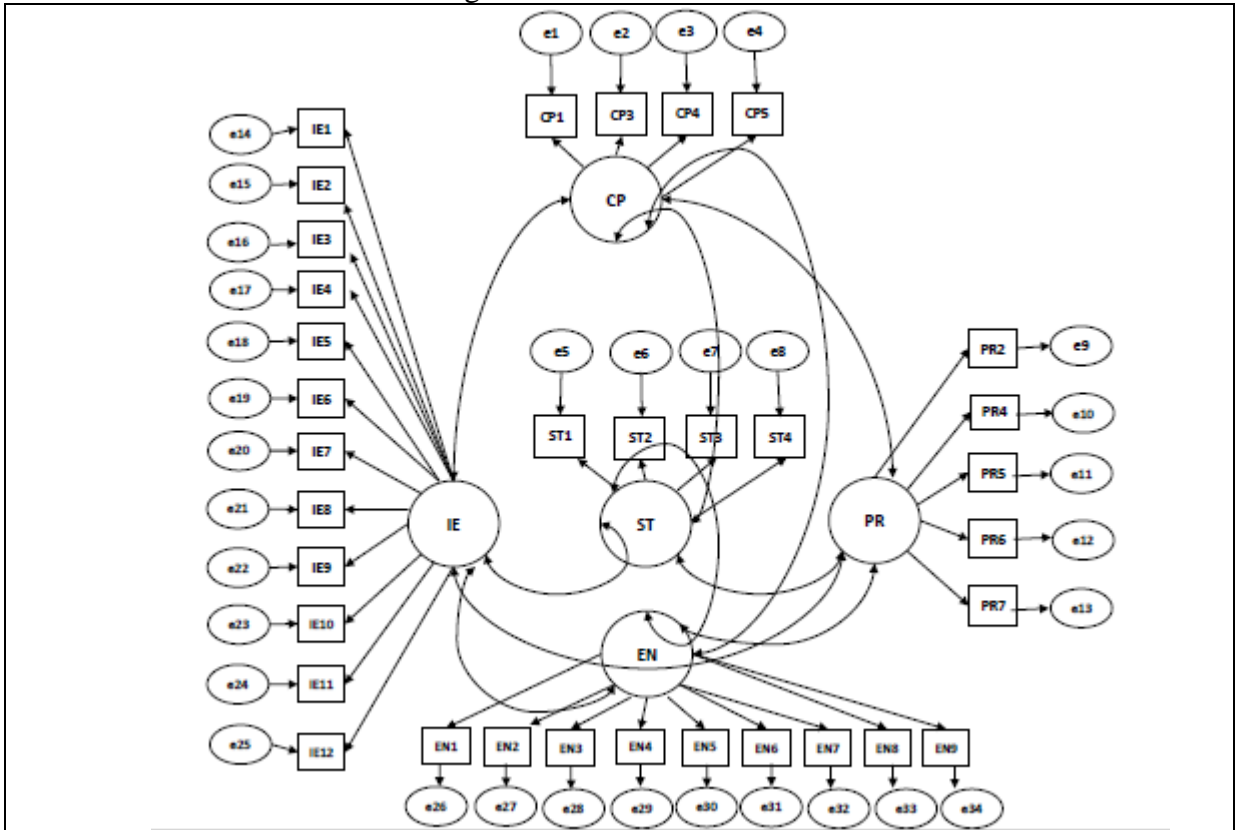 e1 e2 e3 e4
CP1 CP3 CP4 CP5
CP
e14 IE1
e15 IE2
e16 IE3
e17 IE4
e18 IE5
e19 IE6
e20 IE7
e21 IE8
e22 IE9
e23 IE10
e24 IE11
e25 IE12
IE
e5 e6 e7 e8
ST1 ST2 ST3 ST4
ST
PR
PR2 e9
PR4 e10
PR5 e11
PR6 e12
PR7 e13
EN
EN1 EN2 EN3 EN4 EN5 EN6 EN7 EN8 EN9
e26 e27 e28 e29 e30 e31 e32 e33 e34